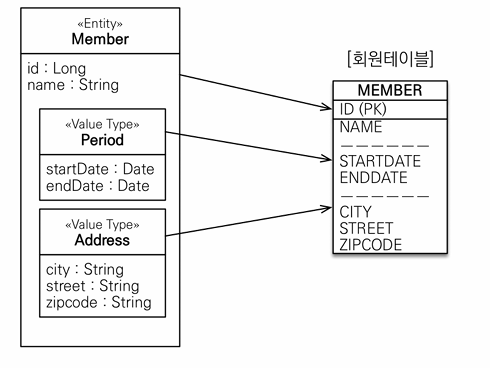 «Entity»
Member
id : Long
name : String
«Value Type»
Period
startDate : Date
endDate : Date
«Value Type»
Address
city : String
street : String
zipcode : String
[회원테이블]
MEMBER
ID (PK)
NAME
STARTDATE
ENDDATE
CITY
STREET
ZIPCODE